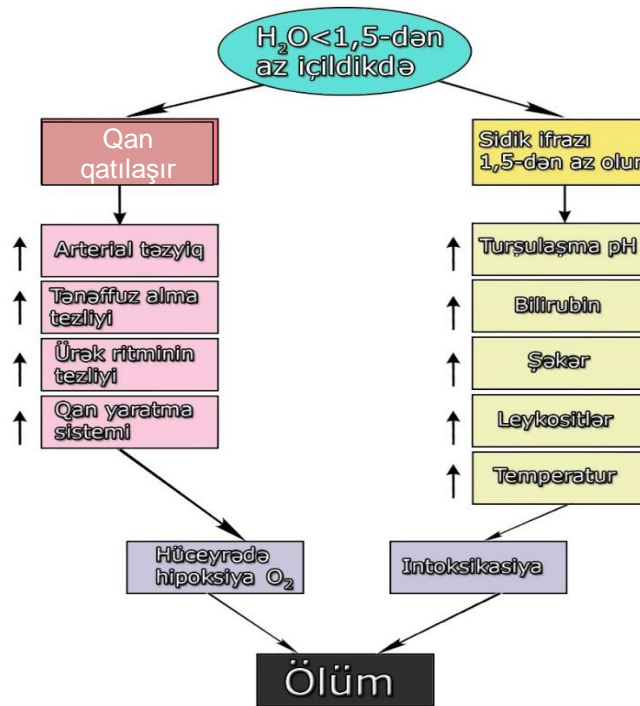 H₂O<1,5-dən
az içildikdə
Qan
qatılaşır
Sidik ifrazı
1,5-dən az olur
Arterial təzyiq
Tənəffuz alma
tezliyi
Ürək ritminin
tezliyi
Qan yaratma
sistemi
Turşulaşma pH
Bilirubin
Şəkər
Leykositlər
Temperatur
Hüceyrədə
hipoksiya O₂
Intoksikasiya
Ölüm